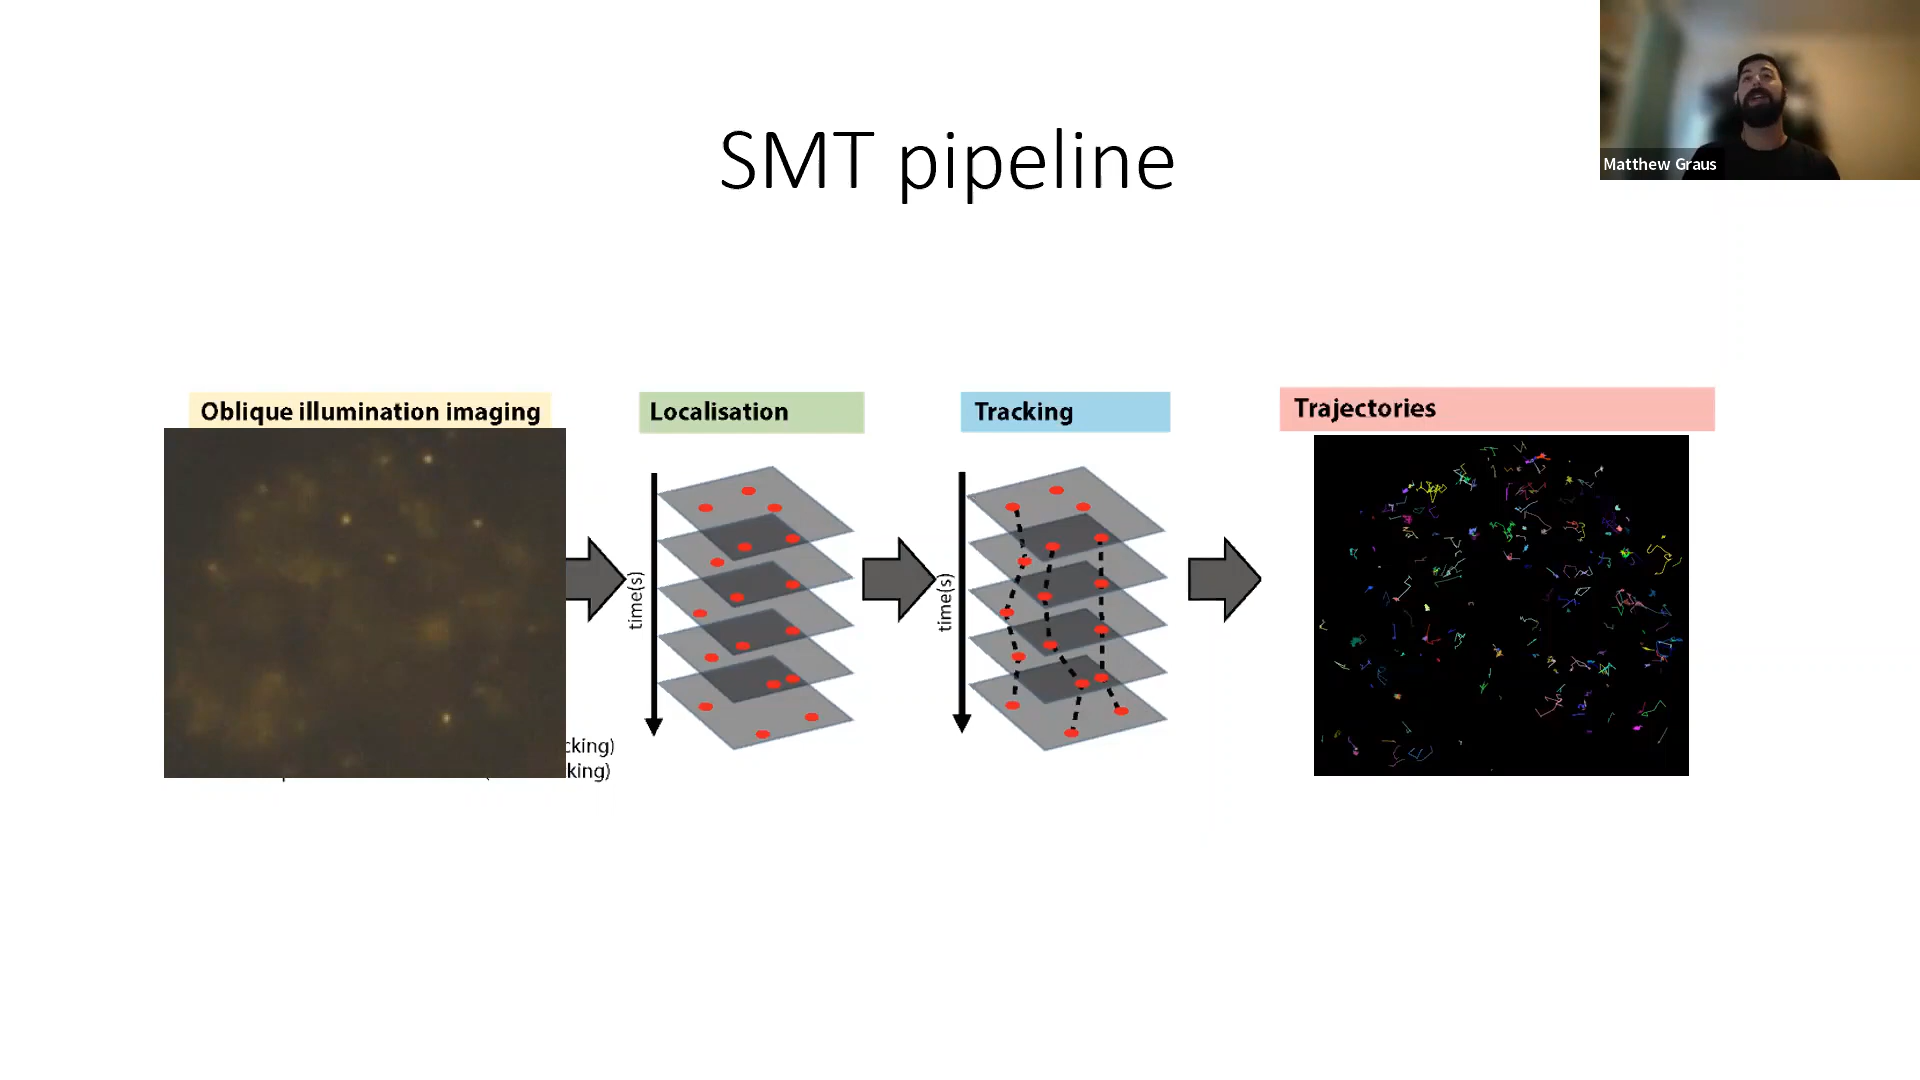 SMT pipeline
Matthew Graus
Oblique illumination imaging
Localisation
Tracking
Trajectories
time(s)
time(s)
cking)
king)